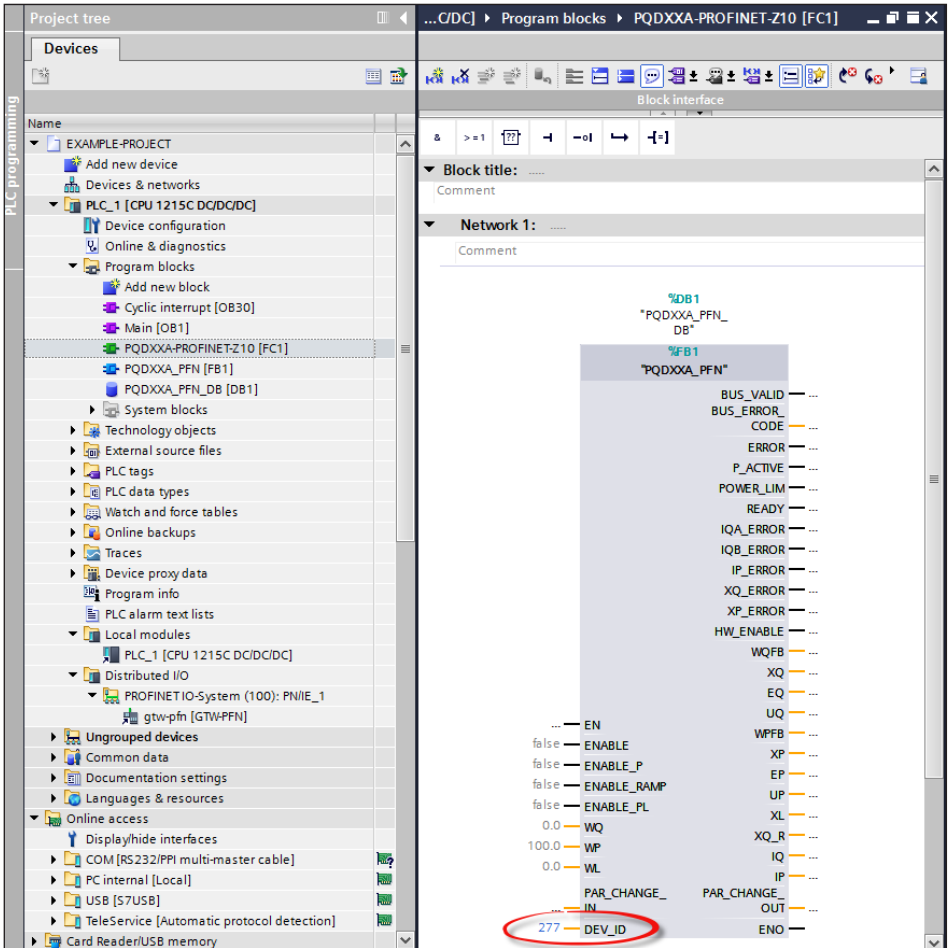 Project tree
Devices
PLC programming
Name
EXAMPLE-PROJECT
Add new device
Devices & networks
PLC_1 [CPU 1215C DC/DC/DC]
Device configuration
Online & diagnostics
Program blocks
Add new block
Cyclic interrupt [OB30]
Main [OB1]
PQDXXA-PROFINET-Z10 [FC1]
PQDXXA_PFN [FB1]
PQDXXA_PFN_DB [DB1]
System blocks
Technology objects
External source files
PLC tags
PLC data types
Watch and force tables
Online backups
Traces
Device proxy data
Program info
PLC alarm text lists
Local modules
PLC_1 [CPU 1215C DC/DC/DC]
Distributed I/O
PROFINET IO-System (100): PN/IE_1
gtw-pfn [GTW-PFN]
Ungrouped devices
Common data
Documentation settings
Languages & resources
Online access
Display/hide interfaces
COM [RS232/PPI multi-master cable]
PC internal [Local]
USB [S7USB]
TeleService [Automatic protocol detection]
Card Reader/USB memory
...C/DC] ▸ Program blocks ▸ PQDXXA-PROFINET-Z10 [FC1]
Block interface
& >=1 ??
Block title: .....
Comment
Network 1: .....
Comment
%DB1
"PQDXXA_PFN_
DB"
%FB1
"PQDXXA_PFN"
BUS_VALID ...
BUS_ERROR_
CODE ...
ERROR ...
P_ACTIVE ...
POWER_LIM ...
READY ...
IQA_ERROR ...
IQB_ERROR ...
IP_ERROR ...
XQ_ERROR ...
XP_ERROR ...
HW_ENABLE ...
WQFB ...
XQ ...
EQ ...
UQ ...
WPFB ...
XP ...
EP ...
UP ...
XL ...
XQ_R ...
IQ ...
IP ...
PAR_CHANGE_
OUT ...
ENO
... EN
false ENABLE
false ENABLE_P
false ENABLE_RAMP
false ENABLE_PL
0.0 WQ
100.0 WP
0.0 WL
PAR_CHANGE_
... IN
277 DEV_ID